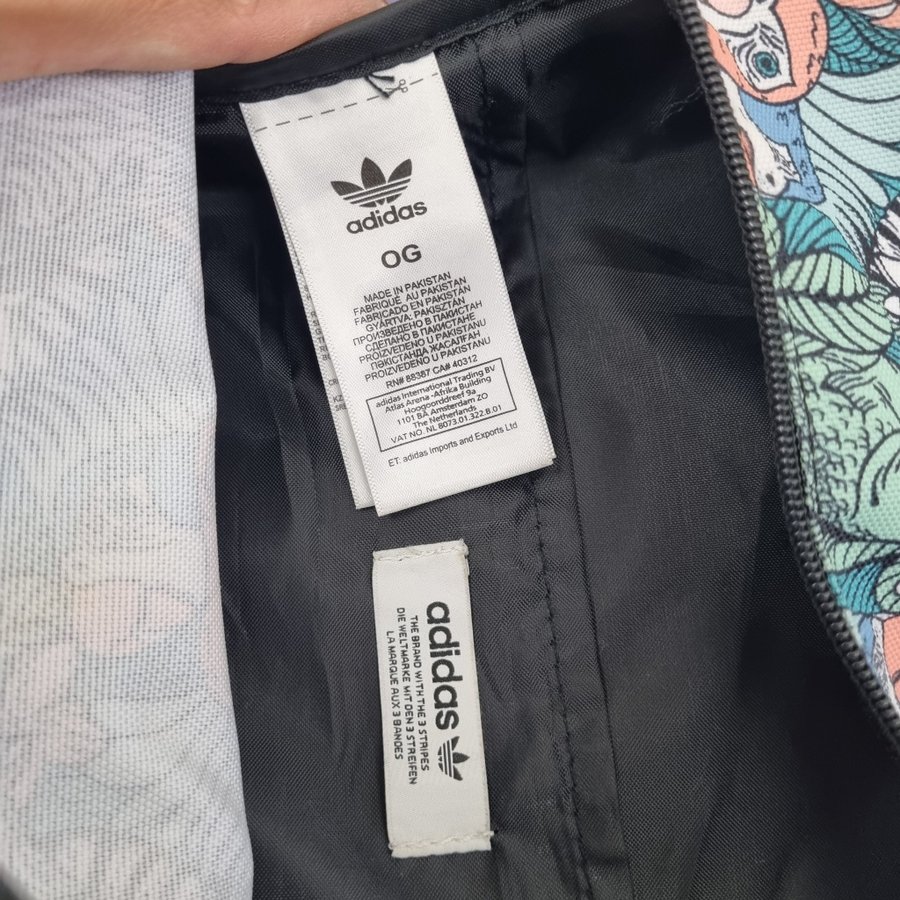 adidas
OG
MADE IN PAKISTAN
FABRIQUÉ AU PAKISTAN
FABRICADO EN PAKISTÁN
GYÁRTVA: PAKISZTÁN
ПРОИЗВЕДЕНО В ПАКИСТАН
СДЕЛАНО В ПАКИСТАНЕ
PROIZVEDENO U PAKISTANU
ПӘКІСТАНДА ЖАСАЛҒАН
PROIZVEDENO U PAKISTANU
RN# 88387 CA# 40312
adidas International Trading BV
Atlas Arena -Afrika Building
Hoogoorddreef 9a
1101 BA Amsterdam ZO
The Netherlands
VAT NO. NL 8073.01.322.B.01
ET: adidas Imports and Exports Ltd
adidas
THE BRAND WITH THE 3 STRIPES
DIE WELTMARKE MIT DEN 3 STREIFEN
LA MARQUE AUX 3 BANDES